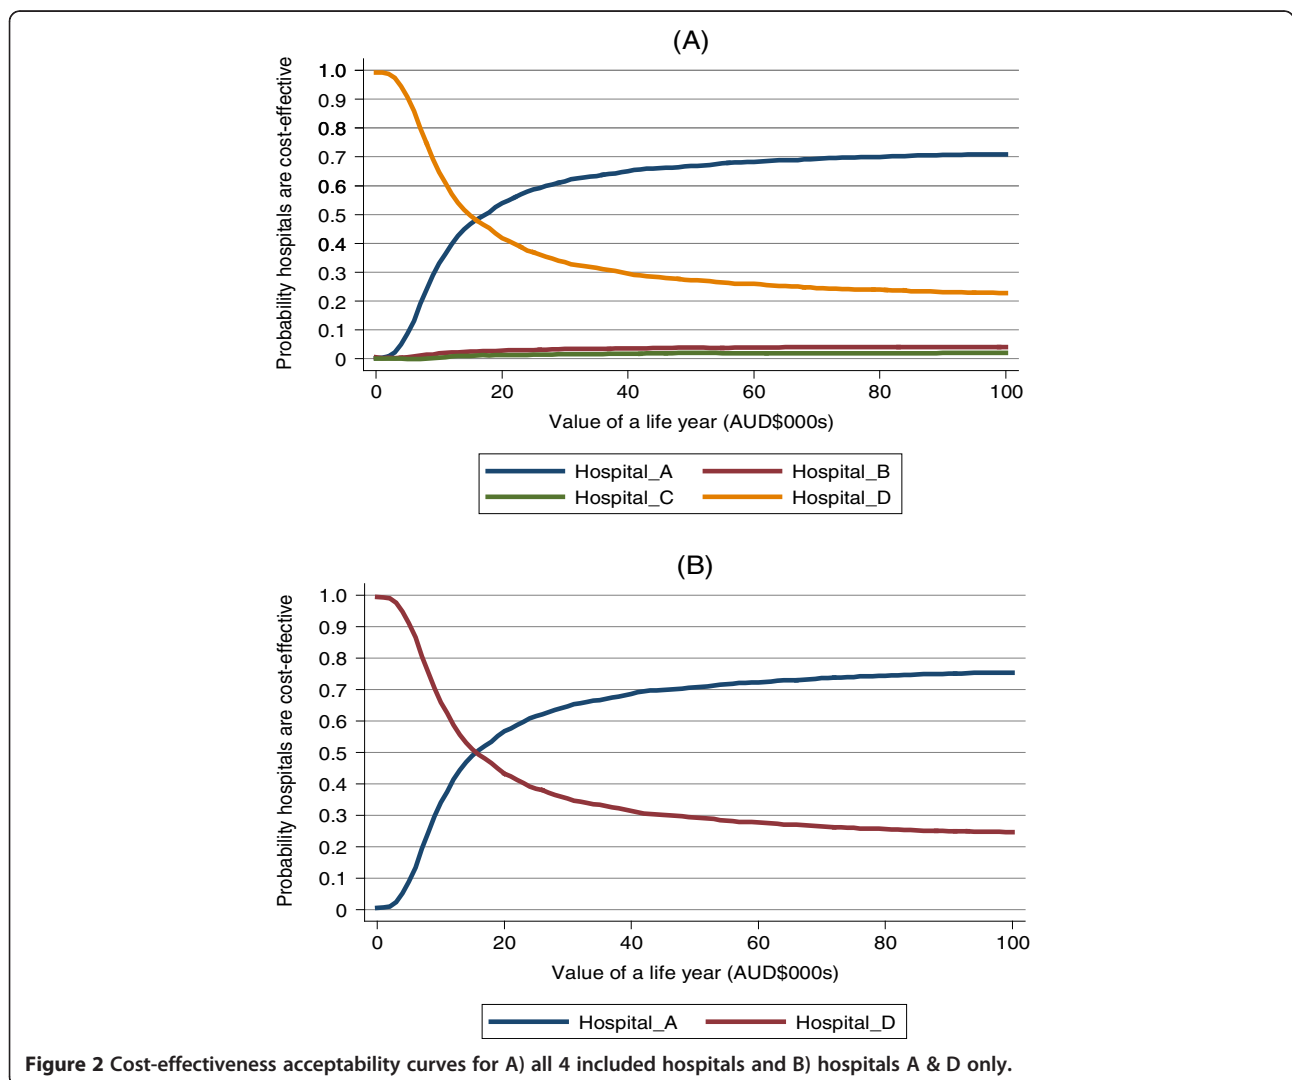 (A)
Probability hospitals are cost-effective
1.0
0.9
0.8
0.7
0.6
0.5
0.4
0.3
0.2
0.1
0
0 20 40 60 80 100
Value of a life year (AUD$000s)
Hospital_A Hospital_B
Hospital_C Hospital_D
(B)
Probability hospitals are cost-effective
1.0
0.9
0.8
0.7
0.6
0.5
0.4
0.3
0.2
0.1
0
0 20 40 60 80 100
Value of a life year (AUD$000s)
Hospital_A Hospital_D
Figure 2 Cost-effectiveness acceptability curves for A) all 4 included hospitals and B) hospitals A & D only.